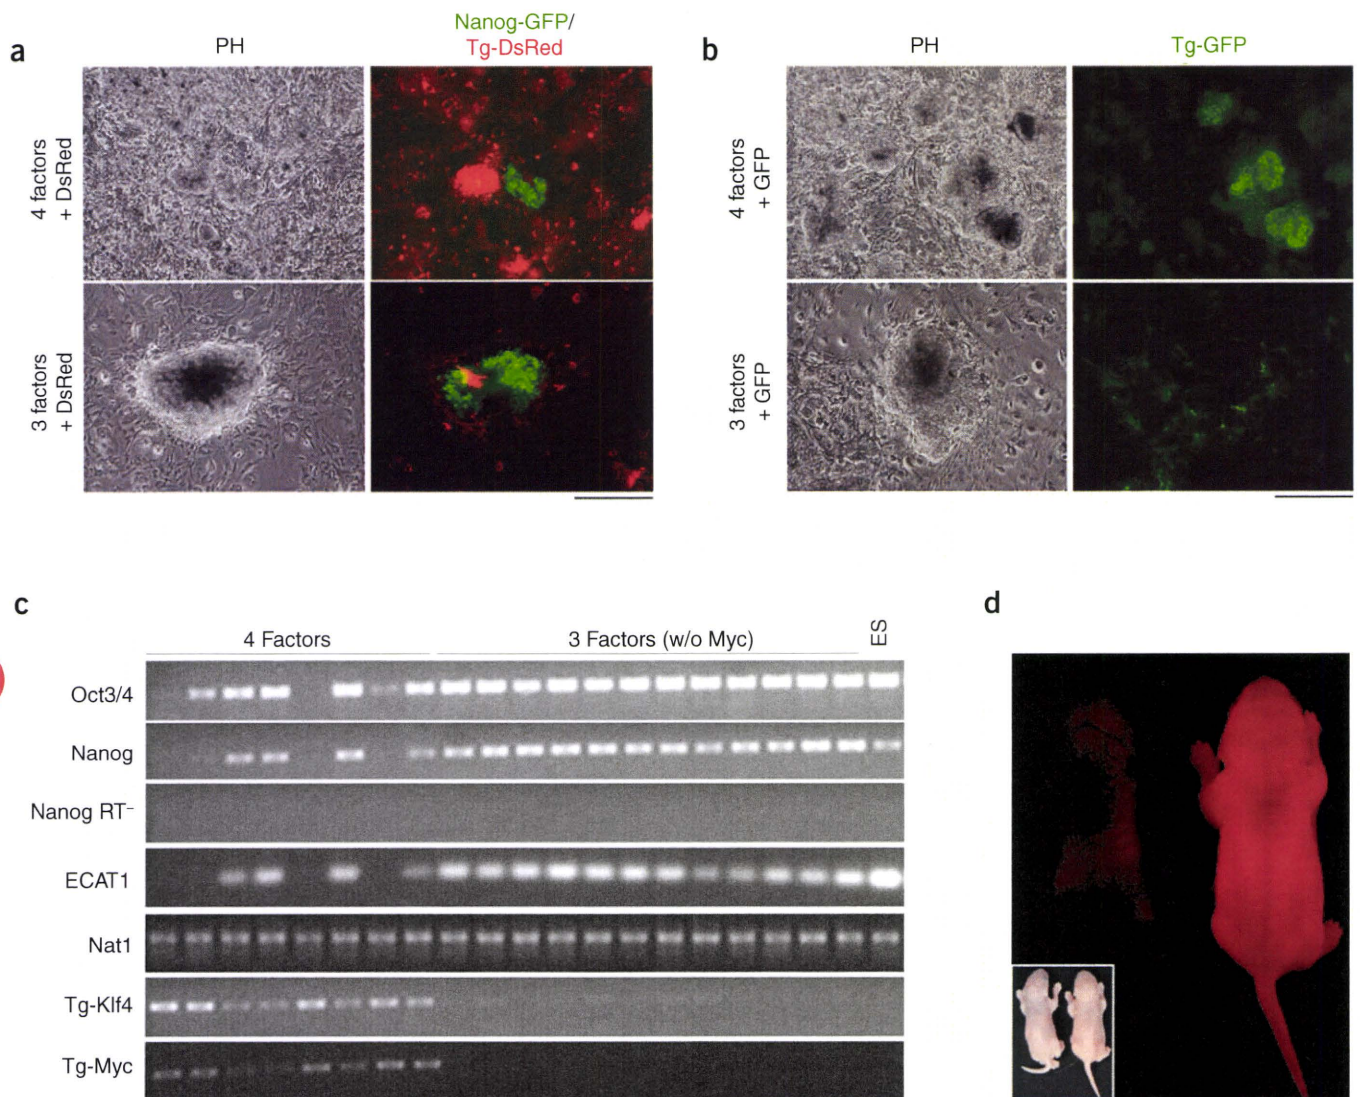 a
PH
Nanog-GFP/
Tg-DsRed
4 factors
+ DsRed
3 factors
+ DsRed
b
PH
Tg-GFP
4 factors
+ GFP
3 factors
+ GFP
c
4 Factors
3 Factors (w/o Myc)
ES
Oct3/4
Nanog
Nanog RT⁻
ECAT1
Nat1
Tg-Klf4
Tg-Myc
d